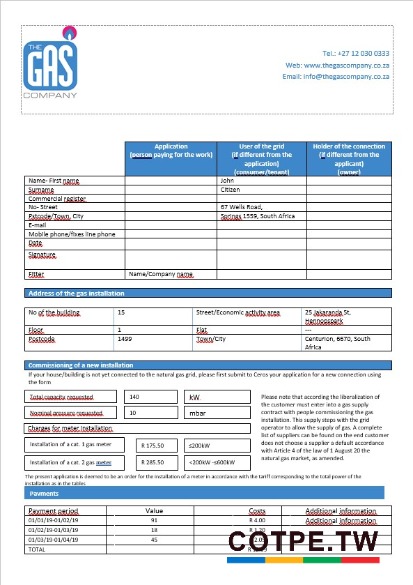 THE
GAS
COMPANY
Tel.: +27 12 030 0333
Web: www.thegascompany.co.za
Email: info@thegascompany.co.za
Application (person paying for the work) User of the grid (if different from the application) (consumer/tenant) Holder of the connection (if different from the applicant) (owner)
Name- First name John
Surname Citizen
Commercial register
No- Street 67 Wells Road,
Pstcode/Town, City Springs 1559, South Africa
E-mail
Mobile phone/fixes line phone
Date
Signature
Fitter Name/Company name
Address of the gas installation
No of the building 15 Street/Economic activity area 25 Jakaranda St, Hennopspark
Floor 1 Flat ---
Postcode 1499 Town/City Centurion, 6670, South Africa
Commissioning of a new installation
If your house/building is not yet connected to the natural gas grid, please first submit to Ceros your application for a new connection using
the form
Total capacity requested 140 kW
Nominal pressure requested 10 mbar
Charges for meter installation
Installation of a cat. 1 gas meter R 175.50 ≤200kW
Installation of a cat. 2 gas meter R 285.50 <200kW -≤600kW
Please note that according the liberalization of
the customer must enter into a gas supply
contract with people commissioning the gas
installation. This supply steps with the grid
operator to allow the supply of gas. A complete
list of suppliers can be found on the end customer
does not choose a supplier a default accordance
with Article 4 of the law of 1 August 20 the
natural gas market, as amended.
The present application is deemed to be an order for the installation of a meter in accordance with the tariff corresponding to the total power of the
installation as in the tables
Payments
Payment period Value Costs Additional information
01/01/19-01/02/19 91 R 4.00 Additional information
01/02/19-01/03/19 18
01/03/19-01/04/19 45
TOTAL
COTPE.TW